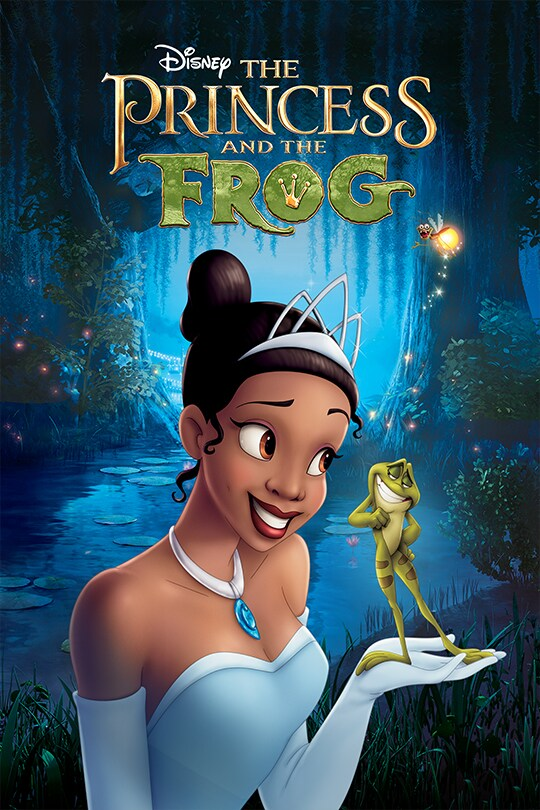 Disney THE
PRINCESS
AND THE
FROG